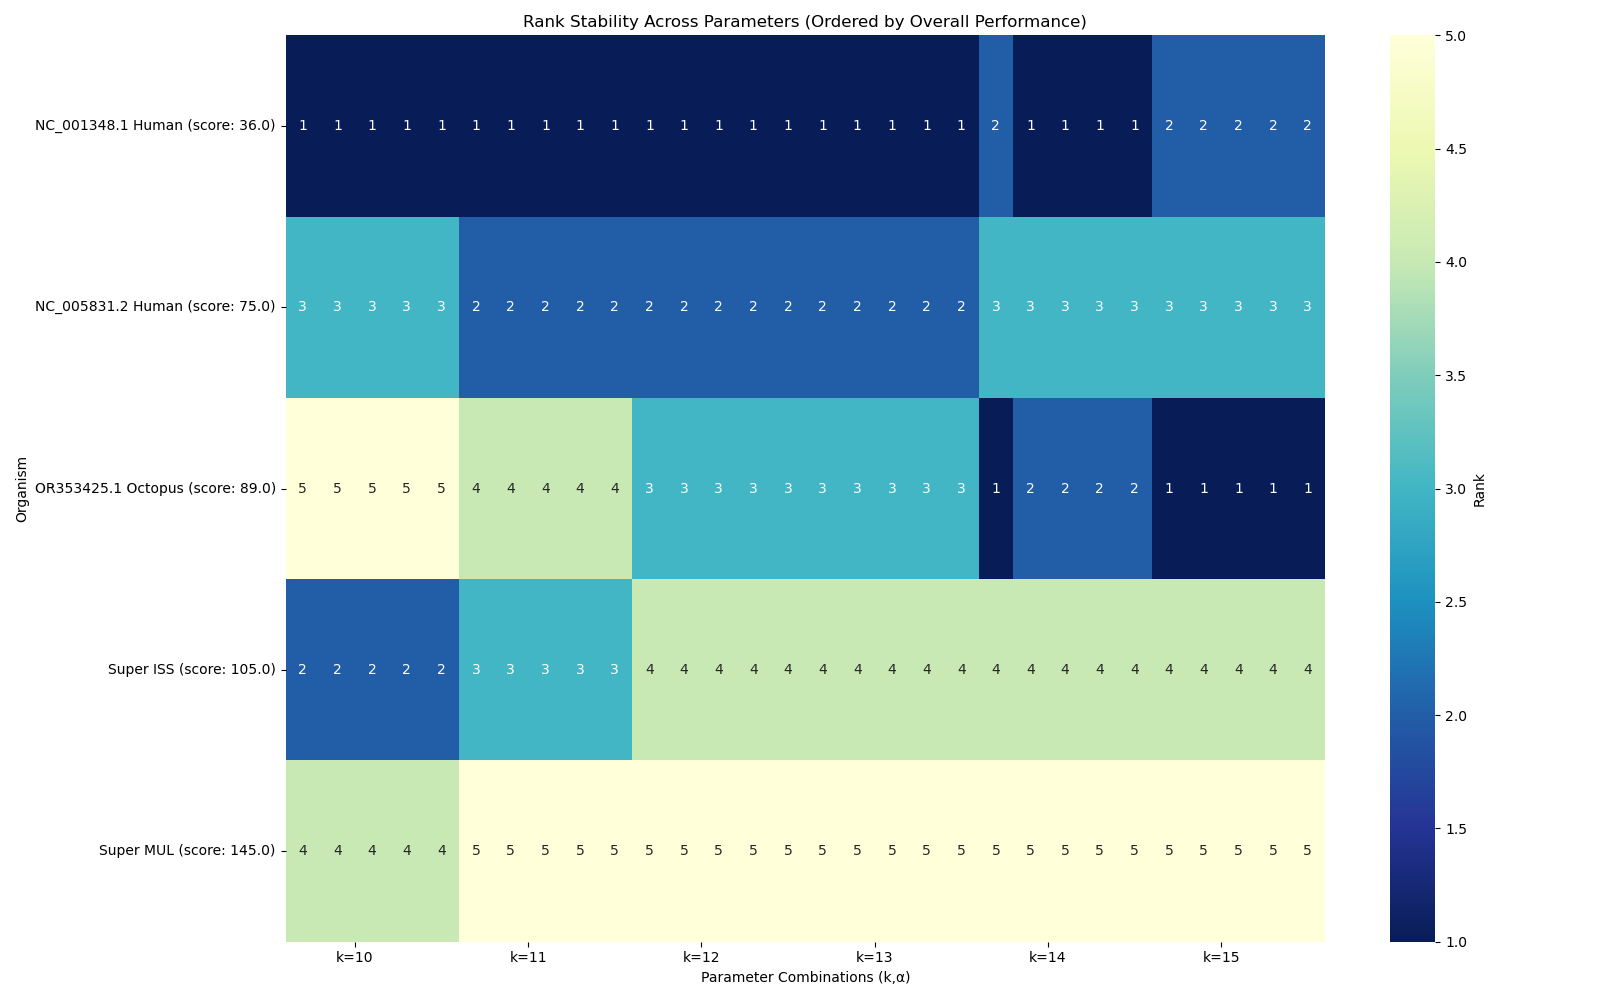 Rank Stability Across Parameters (Ordered by Overall Performance)
NC_001348.1 Human (score: 36.0) 1 1 1 1 1 1 1 1 1 1 1 1 1 1 1 1 1 1 1 1 2 1 1 1 1 2 2 2 2 2
NC_005831.2 Human (score: 75.0) 3 3 3 3 3 2 2 2 2 2 2 2 2 2 2 2 2 2 2 2 3 3 3 3 3 3 3 3 3 3
OR353425.1 Octopus (score: 89.0) 5 5 5 5 5 4 4 4 4 4 3 3 3 3 3 3 3 3 3 3 1 2 2 2 2 1 1 1 1 1
Super ISS (score: 105.0) 2 2 2 2 2 3 3 3 3 3 4 4 4 4 4 4 4 4 4 4 4 4 4 4 4 4 4 4 4 4
Super MUL (score: 145.0) 4 4 4 4 4 5 5 5 5 5 5 5 5 5 5 5 5 5 5 5 5 5 5 5 5 5 5 5 5 5
Organism
k=10 k=11 k=12 k=13 k=14 k=15
Parameter Combinations (k,α)
5.0
4.5
4.0
3.5
3.0
2.5
2.0
1.5
1.0
Rank